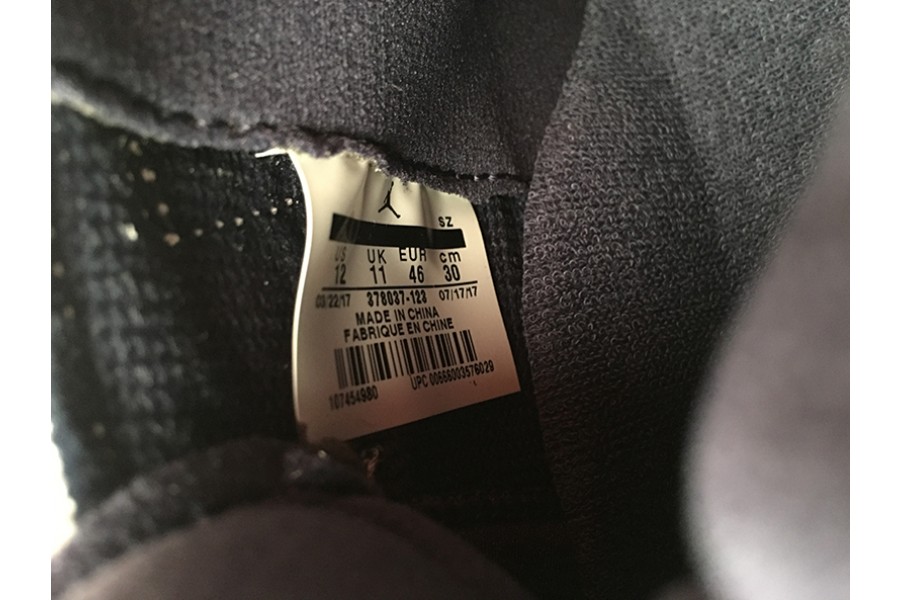 SZ
US UK EUR cm
12 11 46 30
03/22/17 378037-123 07/17/17
MADE IN CHINA
FABRIQUE EN CHINE
107454980 UPC 00666003576029